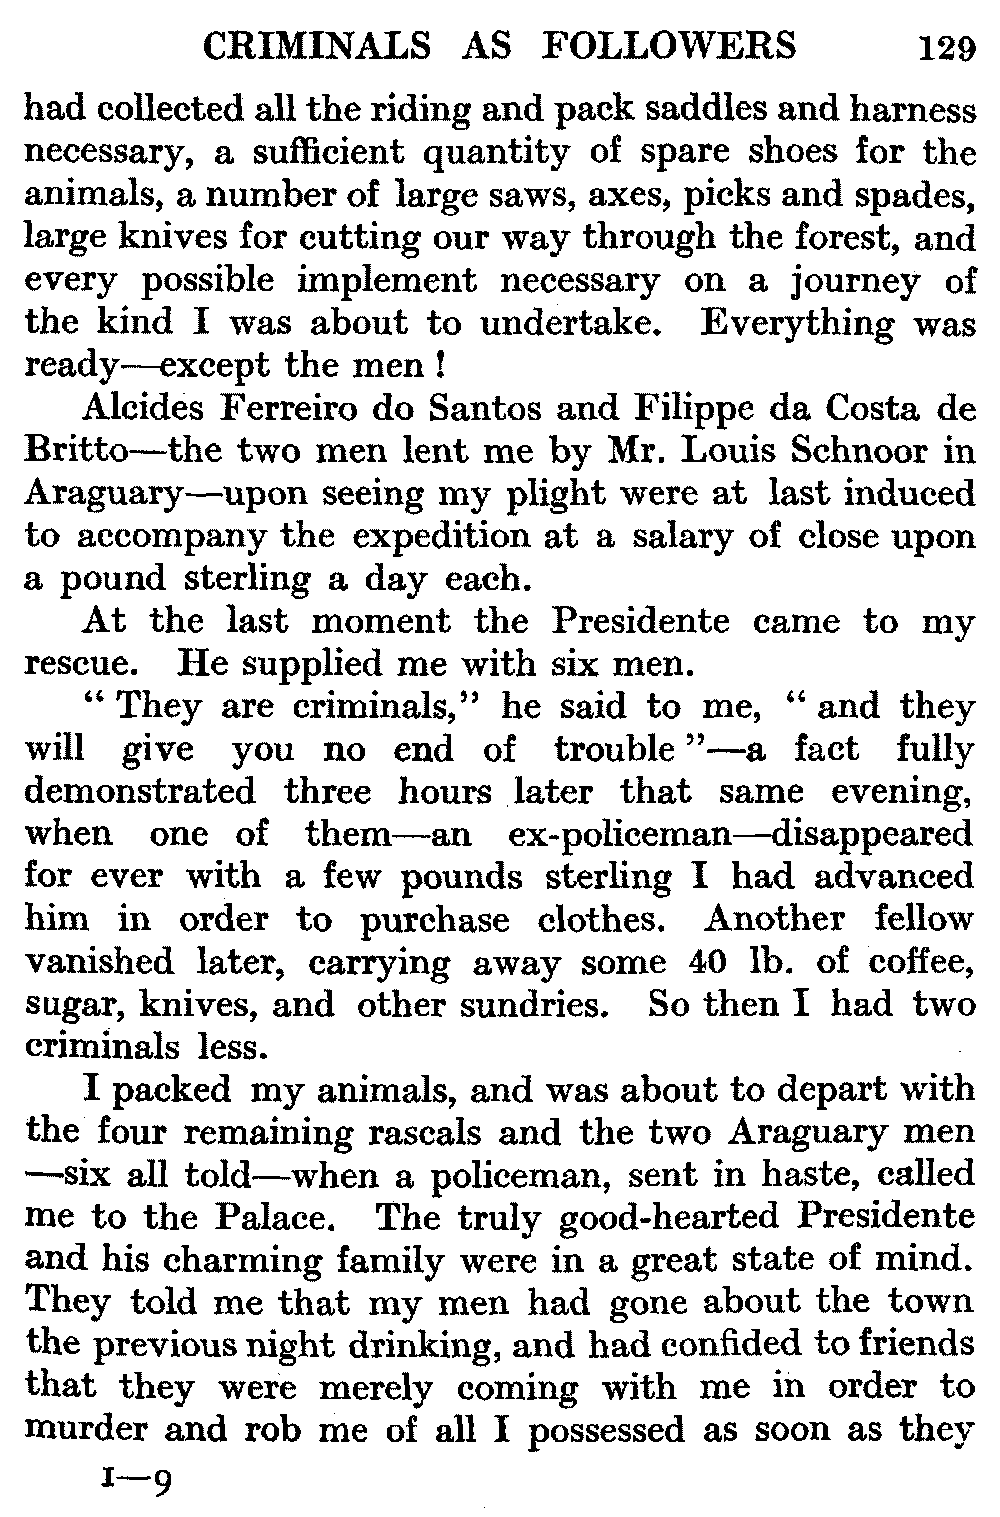 CRIMINALS AS FOLLOWERS 129
had collected all the riding and pack saddles and harness
necessary, a sufficient quantity of spare shoes for the
animals, a number of large saws, axes, picks and spades,
large knives for cutting our way through the forest, and
every possible implement necessary on a journey of
the kind I was about to undertake. Everything was
ready—except the men !
Alcides Ferreiro do Santos and Filippe da Costa de
Britto—the two men lent me by Mr. Louis Schnoor in
Araguary—upon seeing my plight were at last induced
to accompany the expedition at a salary of close upon
a pound sterling a day each.
At the last moment the Presidente came to my
rescue. He supplied me with six men.
“ They are criminals,” he said to me, “ and they
will give you no end of trouble ”—a fact fully
demonstrated three hours later that same evening,
when one of them—an ex-policeman—disappeared
for ever with a few pounds sterling I had advanced
him in order to purchase clothes. Another fellow
vanished later, carrying away some 40 lb. of coffee,
sugar, knives, and other sundries. So then I had two
criminals less.
I packed my animals, and was about to depart with
the four remaining rascals and the two Araguary men
—six all told—when a policeman, sent in haste, called
me to the Palace. The truly good-hearted Presidente
and his charming family were in a great state of mind.
They told me that my men had gone about the town
the previous night drinking, and had confided to friends
that they were merely coming with me in order to
murder and rob me of all I possessed as soon as they
I—9